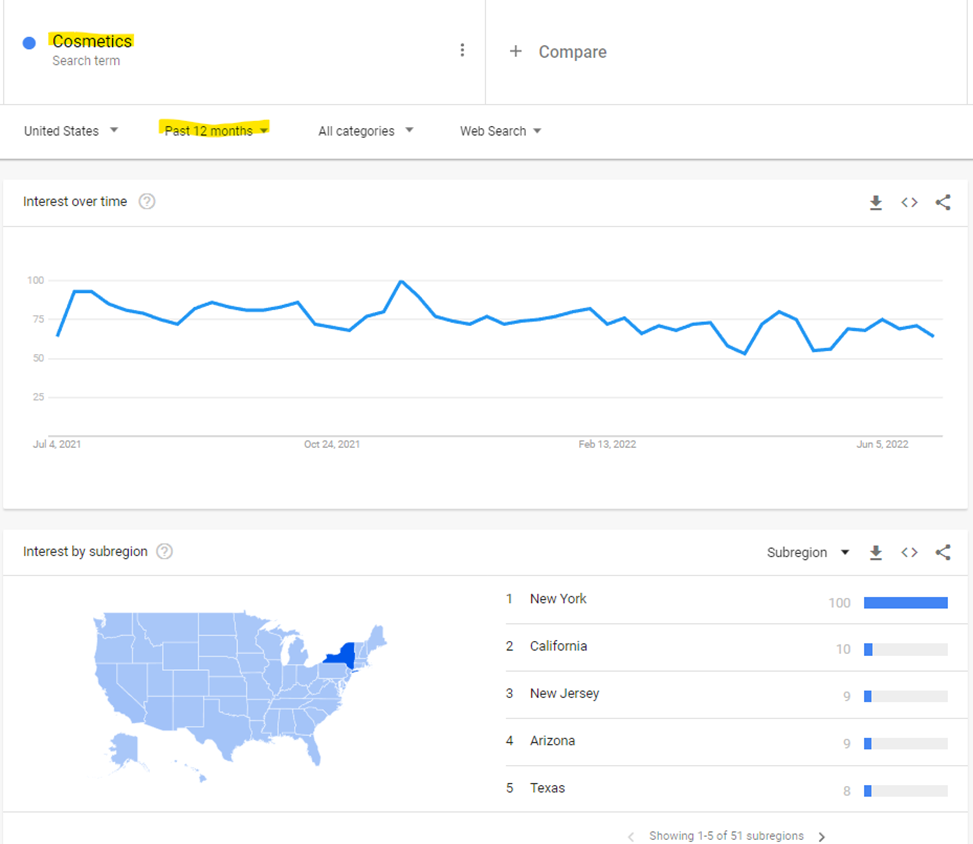 Cosmetics
Search term
+ Compare
United States
Past 12 months
All categories
Web Search
Interest over time ?
100
75
50
25
Jul 4, 2021 Oct 24, 2021 Feb 13, 2022 Jun 5, 2022
Interest by subregion ? Subregion
1 New York 100
2 California 10
3 New Jersey 9
4 Arizona 9
5 Texas 8
Showing 1-5 of 51 subregions